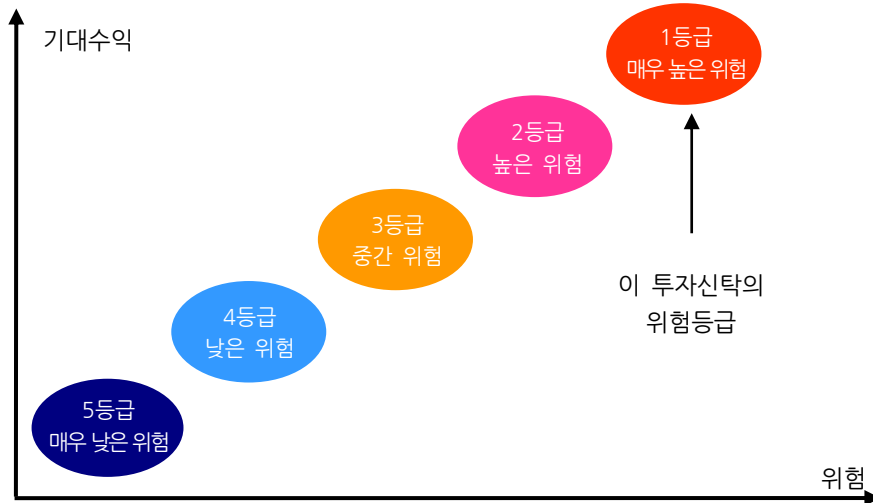 기대수익
1등급
매우 높은 위험
2등급
높은 위험
3등급
중간 위험
이 투자신탁의
위험등급
4등급
낮은 위험
5등급
매우 낮은 위험
위험